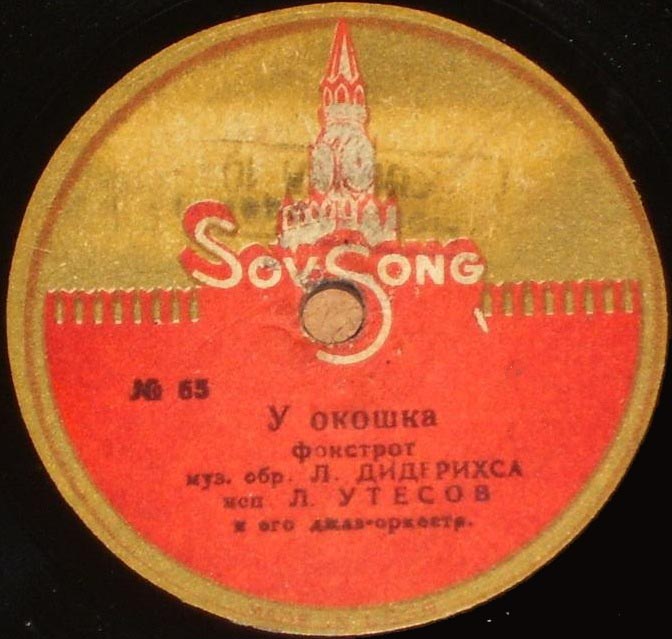 SovSong
№ 65
У окошка
фокстрот
муз. обр. Л. ДИДЕРИХСА
исп Л. УТЕСОВ
и его джаз-оркестр.